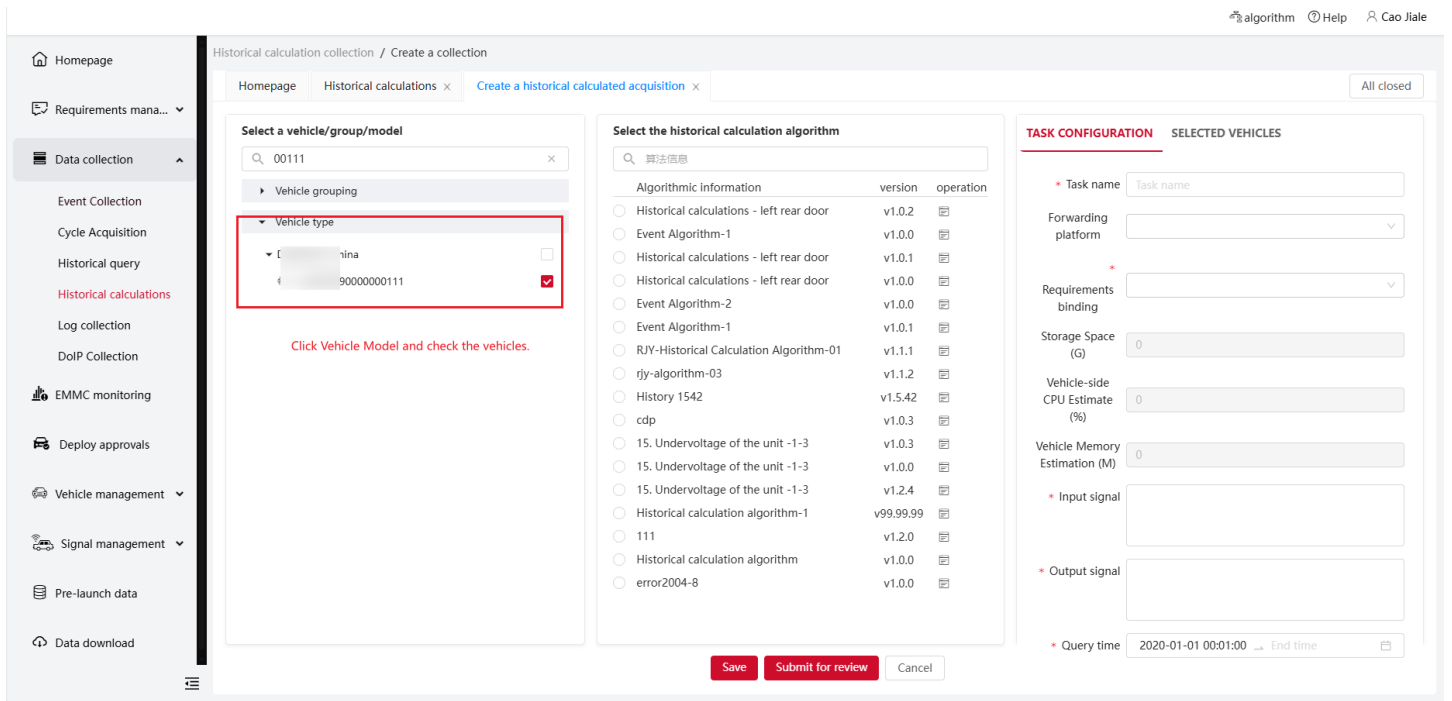 algorithm Help Cao Jiale
Homepage
Requirements mana...
Data collection
Event Collection
Cycle Acquisition
Historical query
Historical calculations
Log collection
DoIP Collection
EMMC monitoring
Deploy approvals
Vehicle management
Signal management
Pre-launch data
Data download
Historical calculation collection / Create a collection
Homepage Historical calculations × Create a historical calculated acquisition × All closed
Select a vehicle/group/model
00111 ×
Vehicle grouping
Vehicle type
90000000111
Click Vehicle Model and check the vehicles.
Select the historical calculation algorithm
算法信息
Algorithmic information version operation
Historical calculations - left rear door v1.0.2
Event Algorithm-1 v1.0.0
Historical calculations - left rear door v1.0.1
Historical calculations - left rear door v1.0.0
Event Algorithm-2 v1.0.0
Event Algorithm-1 v1.0.1
RJY-Historical Calculation Algorithm-01 v1.1.1
rjy-algorithm-03 v1.1.2
History 1542 v1.5.42
cdp v1.0.3
15. Undervoltage of the unit -1-3 v1.0.3
15. Undervoltage of the unit -1-3 v1.0.0
15. Undervoltage of the unit -1-3 v1.2.4
Historical calculation algorithm-1 v99.99.99
111 v1.2.0
Historical calculation algorithm v1.0.0
error2004-8 v1.0.0
TASK CONFIGURATION SELECTED VEHICLES
* Task name Task name
Forwarding
platform
*
Requirements
binding
Storage Space
(G) 0
Vehicle-side
CPU Estimate 0
(%)
Vehicle Memory
Estimation (M) 0
* Input signal
* Output signal
* Query time 2020-01-01 00:01:00 → End time
Save Submit for review Cancel